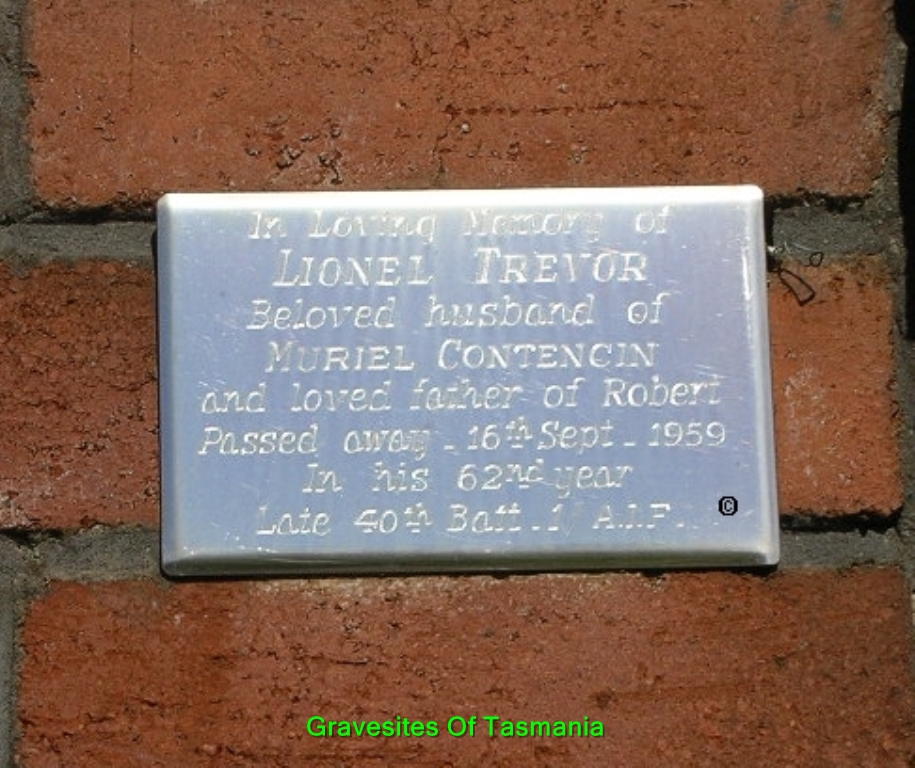 In Loving Memory of
LIONEL TREVOR
Beloved husband of
MURIEL CONTENCIN
and loved father of Robert
Passed away - 16th Sept - 1959
In his 62nd year
Late 40th Batt. 1/ A.I.F.
©
Gravesites Of Tasmania